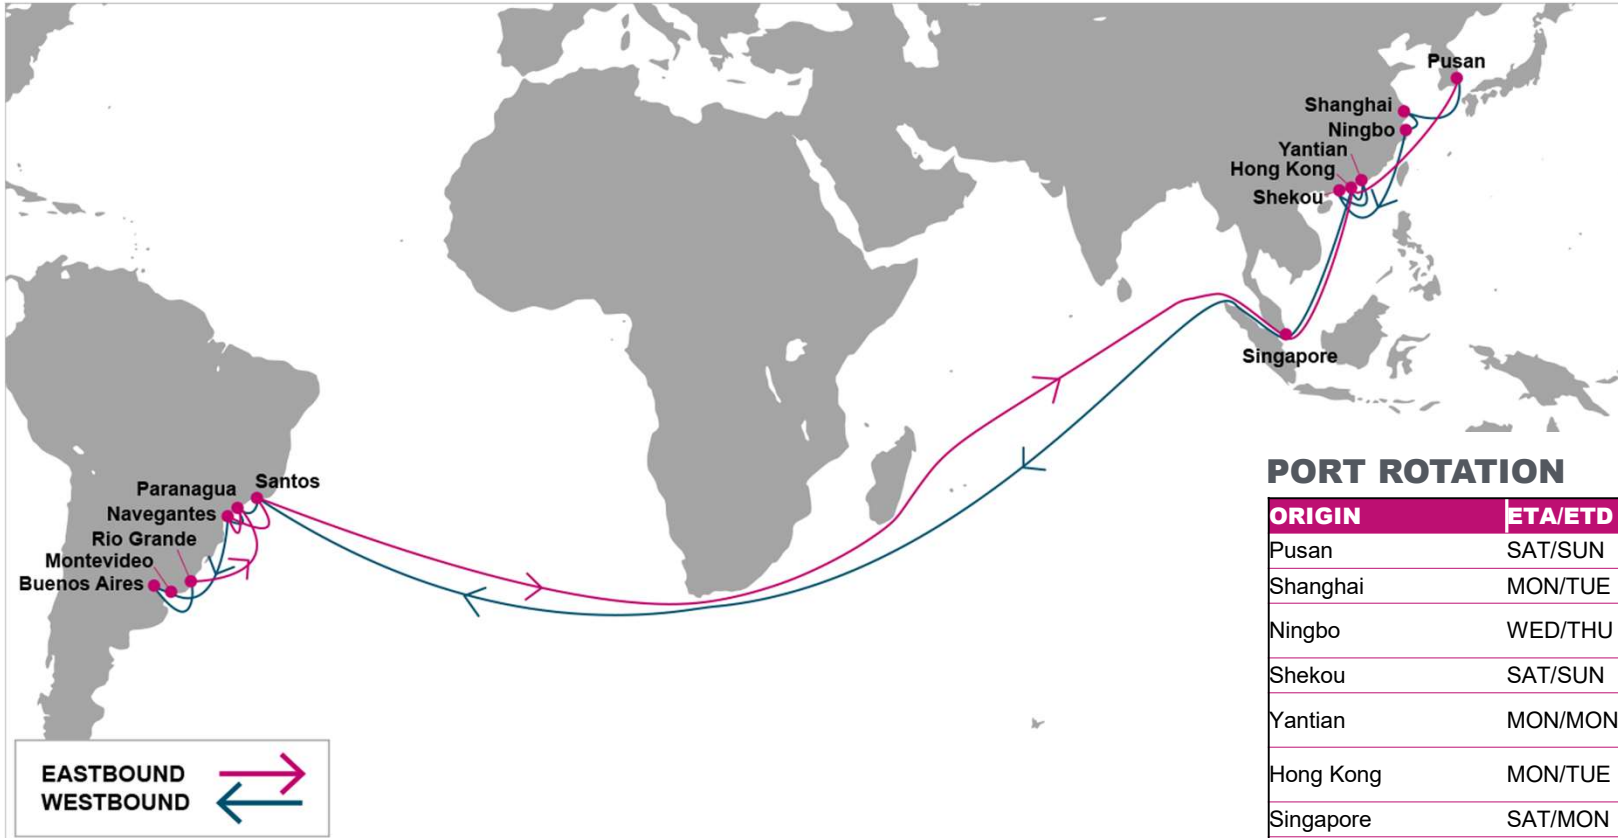 Pusan
Shanghai
Ningbo
Yantian
Hong Kong
Shekou
Singapore
Santos
Paranagua
Navegantes
Rio Grande
Montevideo
Buenos Aires
EASTBOUND
WESTBOUND
PORT ROTATION
ORIGIN ETA/ETD
Pusan SAT/SUN
Shanghai MON/TUE
Ningbo WED/THU
Shekou SAT/SUN
Yantian MON/MON
Hong Kong MON/TUE
Singapore SAT/MON